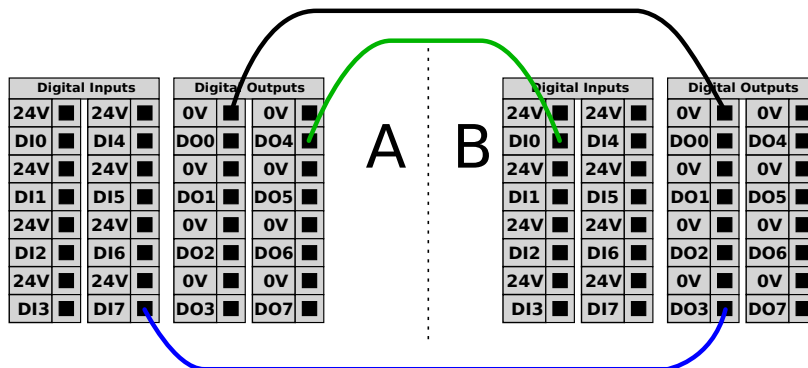 Digital Inputs Digital Outputs Digital Inputs Digital Outputs
24V 24V 0V 0V 24V 24V 0V 0V
DI0 DI4 DO0 DO4 A B DI0 DI4 DO0 DO4
24V 24V 0V 0V 24V 24V 0V 0V
DI1 DI5 DO1 DO5 DI1 DI5 DO1 DO5
24V 24V 0V 0V 24V 24V 0V 0V
DI2 DI6 DO2 DO6 DI2 DI6 DO2 DO6
24V 24V 0V 0V 24V 24V 0V 0V
DI3 DI7 DO3 DO7 DI3 DI7 DO3 DO7